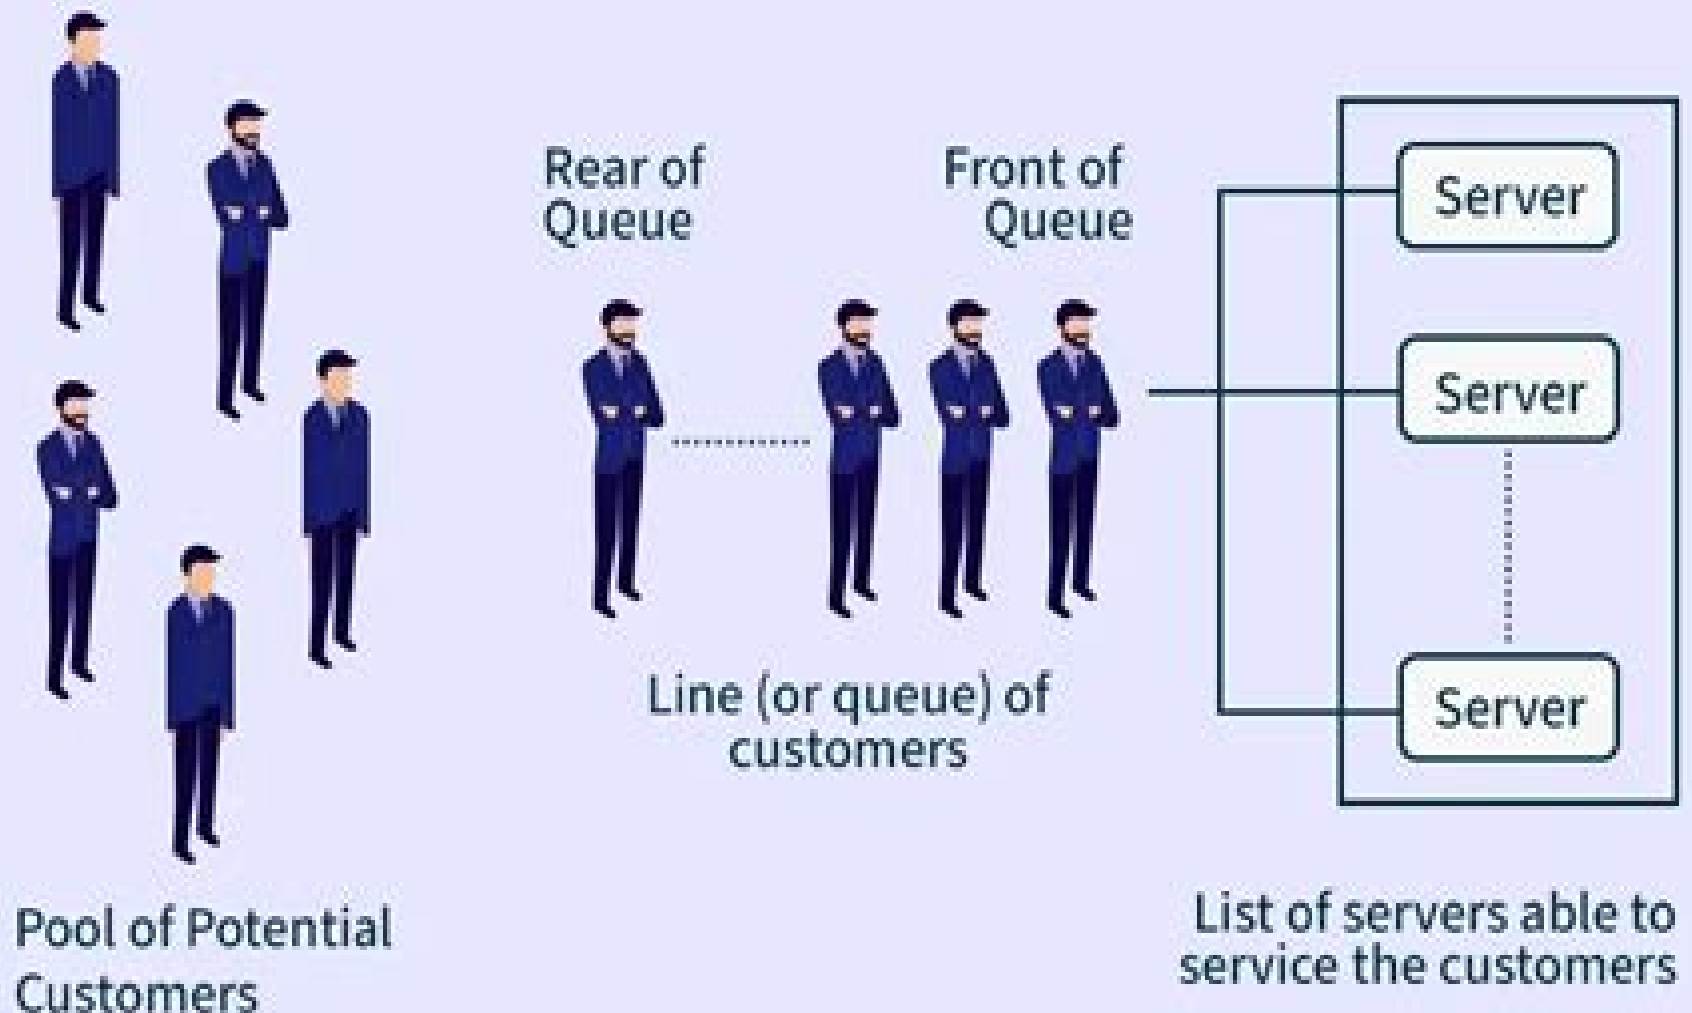 Rear of
Queue
Front of
Queue
Server
Server
Server
Line (or queue) of
customers
Pool of Potential
Customers
List of servers able to
service the customers